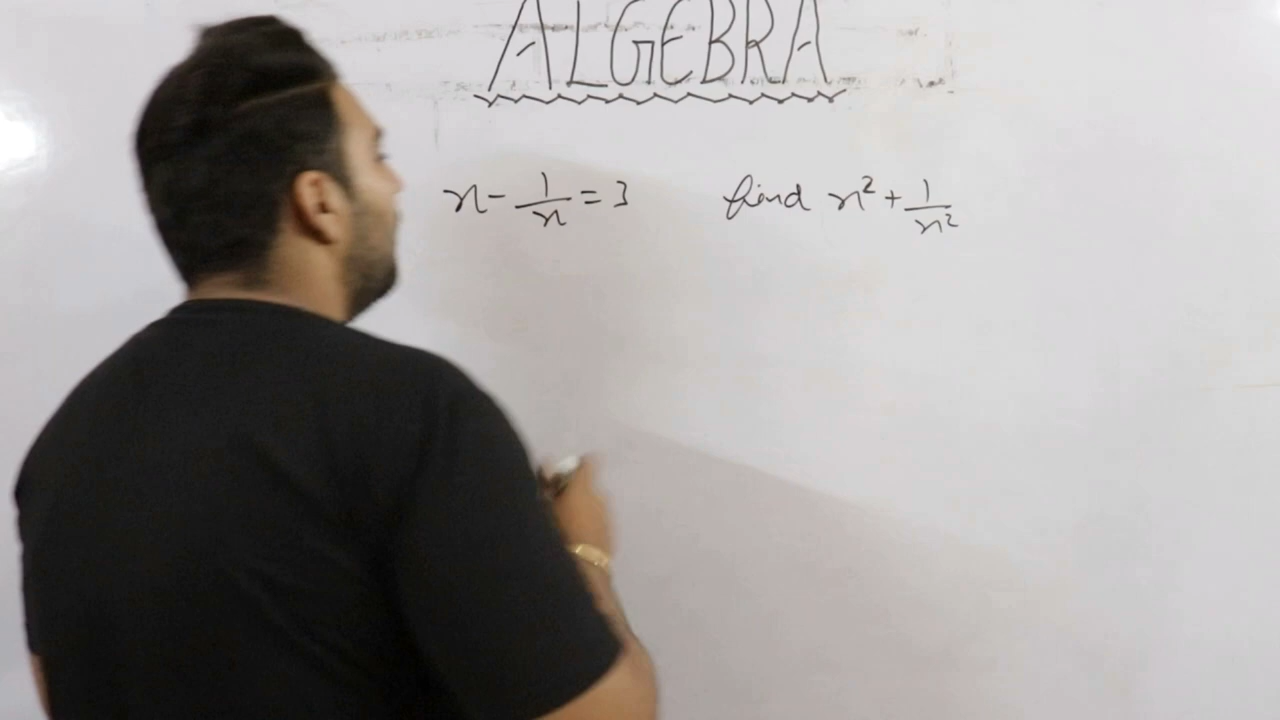 ALGEBRA
x - 1/x = 3 find x² + 1/x²